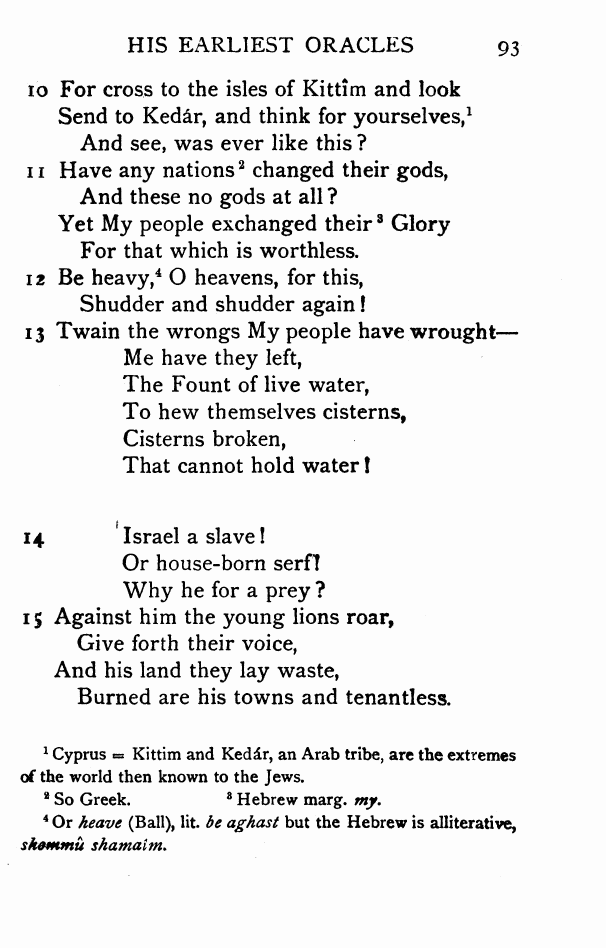 HIS EARLIEST ORACLES 93
10 For cross to the isles of Kittîm and look
Send to Kedár, and think for yourselves,¹
And see, was ever like this?
11 Have any nations² changed their gods,
And these no gods at all?
Yet My people exchanged their³ Glory
For that which is worthless.
12 Be heavy,⁴ O heavens, for this,
Shudder and shudder again!
13 Twain the wrongs My people have wrought—
Me have they left,
The Fount of live water,
To hew themselves cisterns,
Cisterns broken,
That cannot hold water!
14 Israel a slave!
Or house-born serf?
Why he for a prey?
15 Against him the young lions roar,
Give forth their voice,
And his land they lay waste,
Burned are his towns and tenantless.
¹ Cyprus = Kittim and Kedár, an Arab tribe, are the extremes
of the world then known to the Jews.
² So Greek. ³ Hebrew marg. my.
⁴ Or heave (Ball), lit. be aghast but the Hebrew is alliterative,
shommû shamaim.